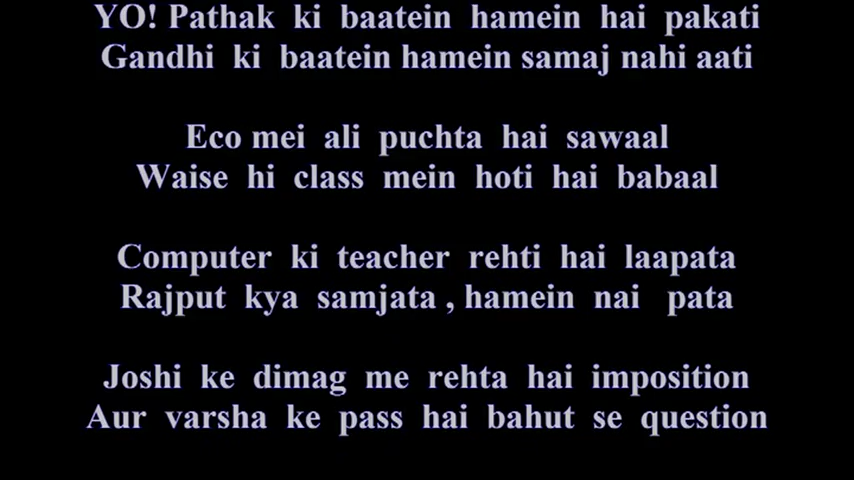 YO! Pathak ki baatein hamein hai pakati
Gandhi ki baatein hamein samaj nahi aati
Eco mei ali puchta hai sawaal
Waise hi class mein hoti hai babaal
Computer ki teacher rehti hai laapata
Rajput kya samjata , hamein nai pata
Joshi ke dimag me rehta hai imposition
Aur varsha ke pass hai bahut se question